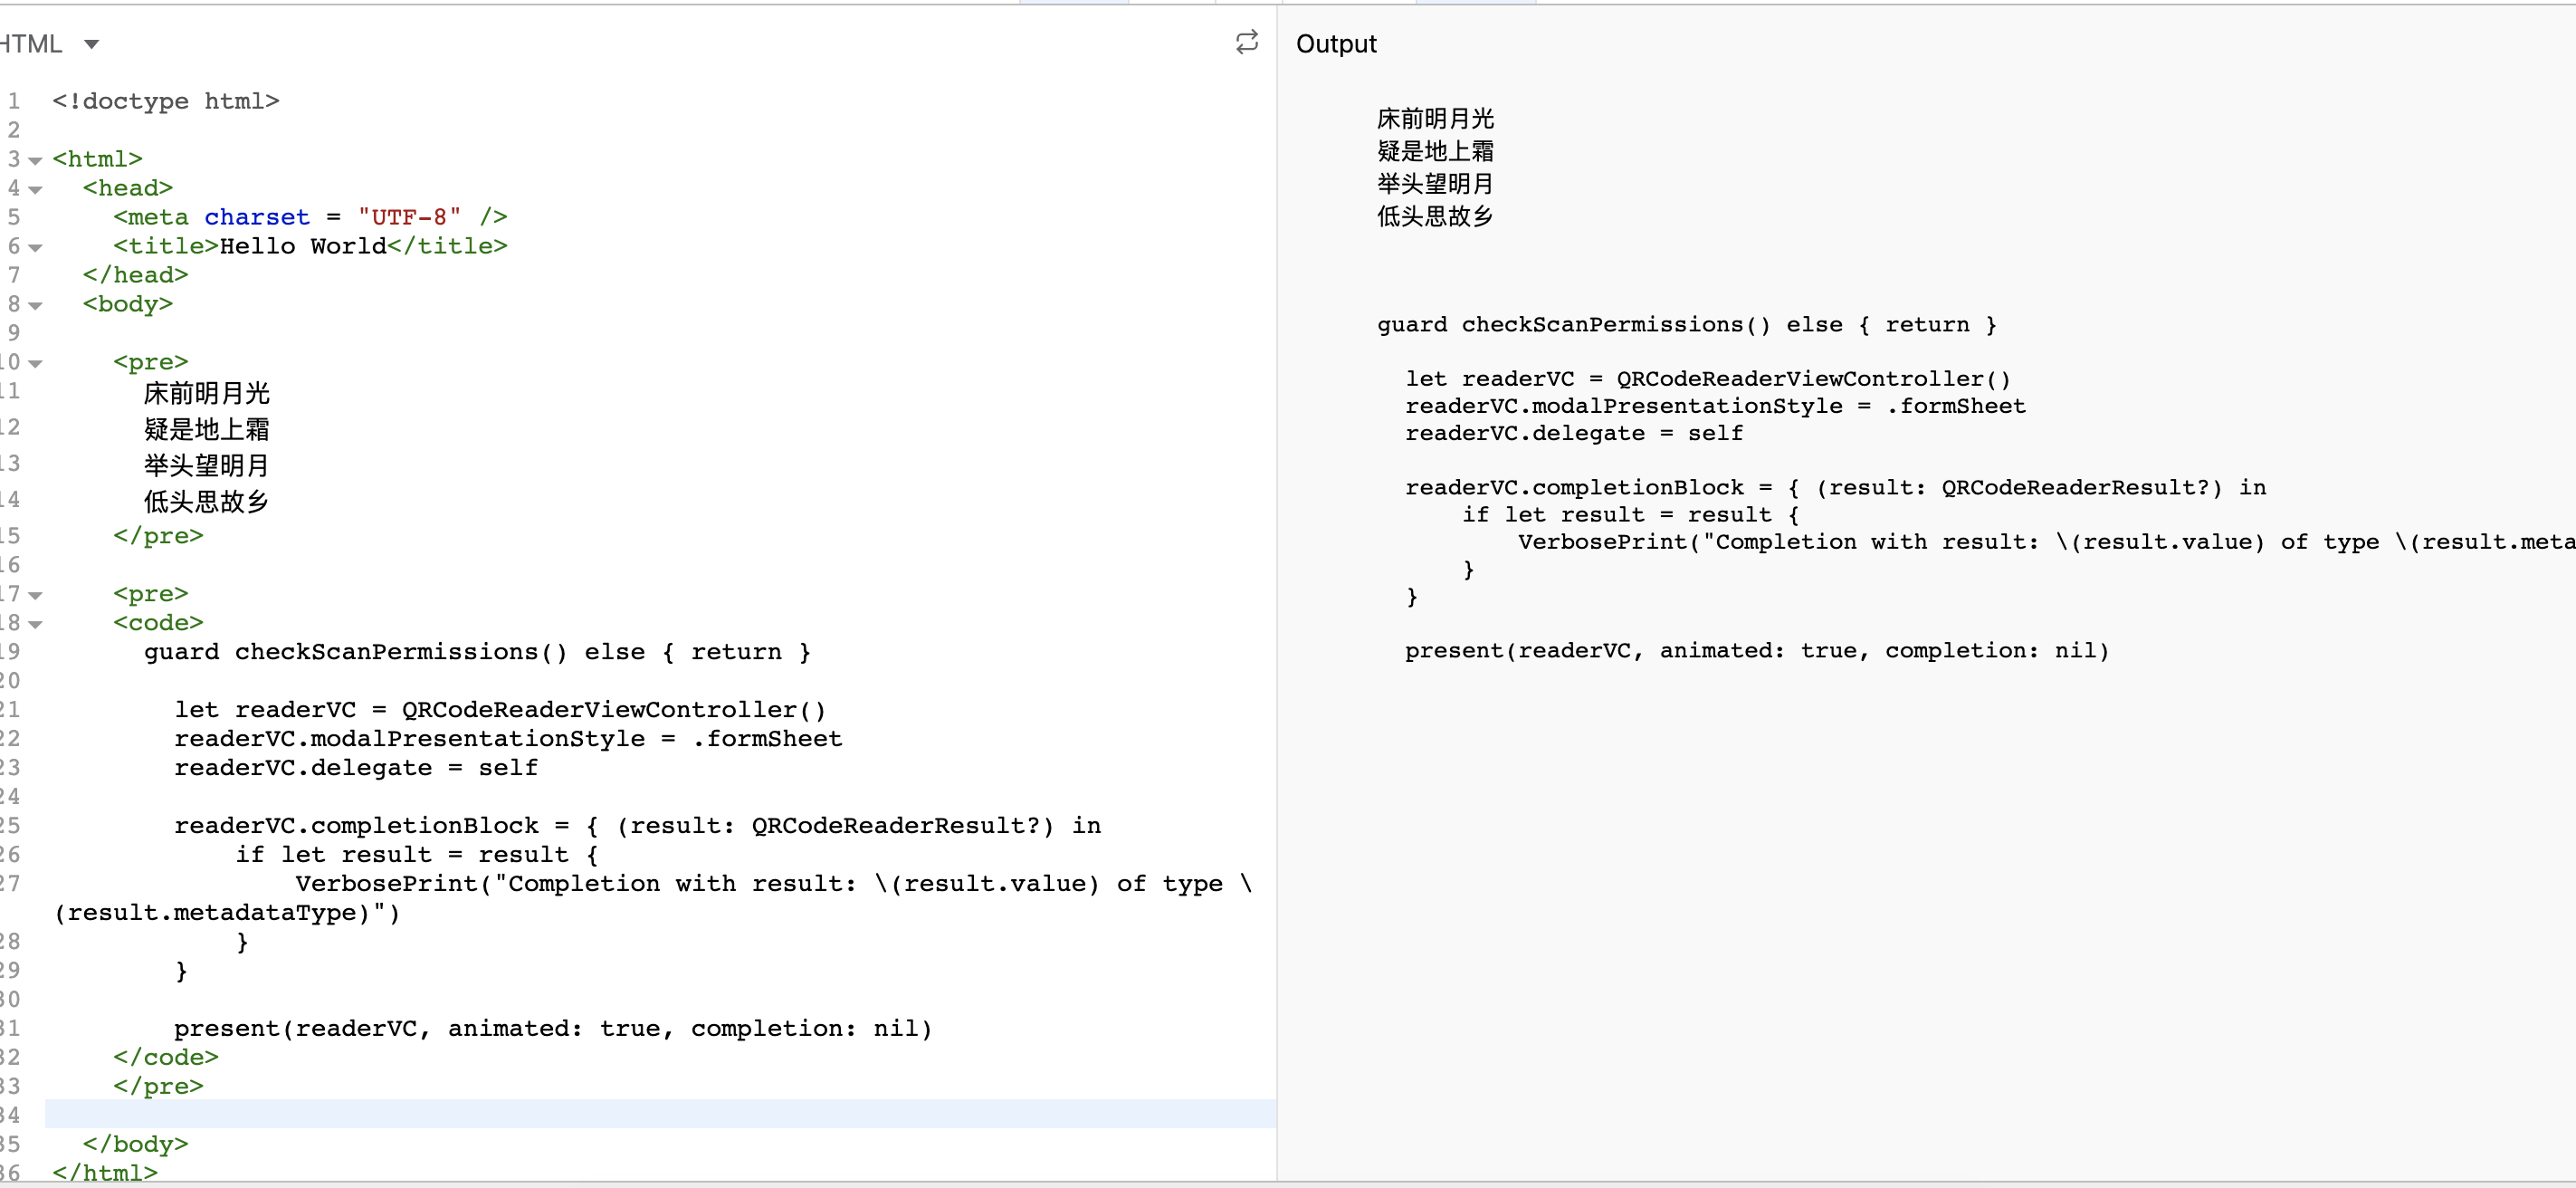 HTML
1 <!doctype html>
2
3 <html>
4 <head>
5 <meta charset = "UTF-8" />
6 <title>Hello World</title>
7 </head>
8 <body>
9
10 <pre>
11 床前明月光
12 疑是地上霜
13 举头望明月
14 低头思故乡
15 </pre>
16
17 <pre>
18 <code>
19 guard checkScanPermissions() else { return }
20
21 let readerVC = QRCodeReaderViewController()
22 readerVC.modalPresentationStyle = .formSheet
23 readerVC.delegate = self
24
25 readerVC.completionBlock = { (result: QRCodeReaderResult?) in
26 if let result = result {
27 VerbosePrint("Completion with result: \(result.value) of type \
(result.metadataType)")
28 }
29 }
30
31 present(readerVC, animated: true, completion: nil)
32 </code>
33 </pre>
34
35 </body>
36 </html>
Output
床前明月光
疑是地上霜
举头望明月
低头思故乡
guard checkScanPermissions() else { return }
let readerVC = QRCodeReaderViewController()
readerVC.modalPresentationStyle = .formSheet
readerVC.delegate = self
readerVC.completionBlock = { (result: QRCodeReaderResult?) in
if let result = result {
VerbosePrint("Completion with result: \(result.value) of type \(result.meta
}
}
present(readerVC, animated: true, completion: nil)